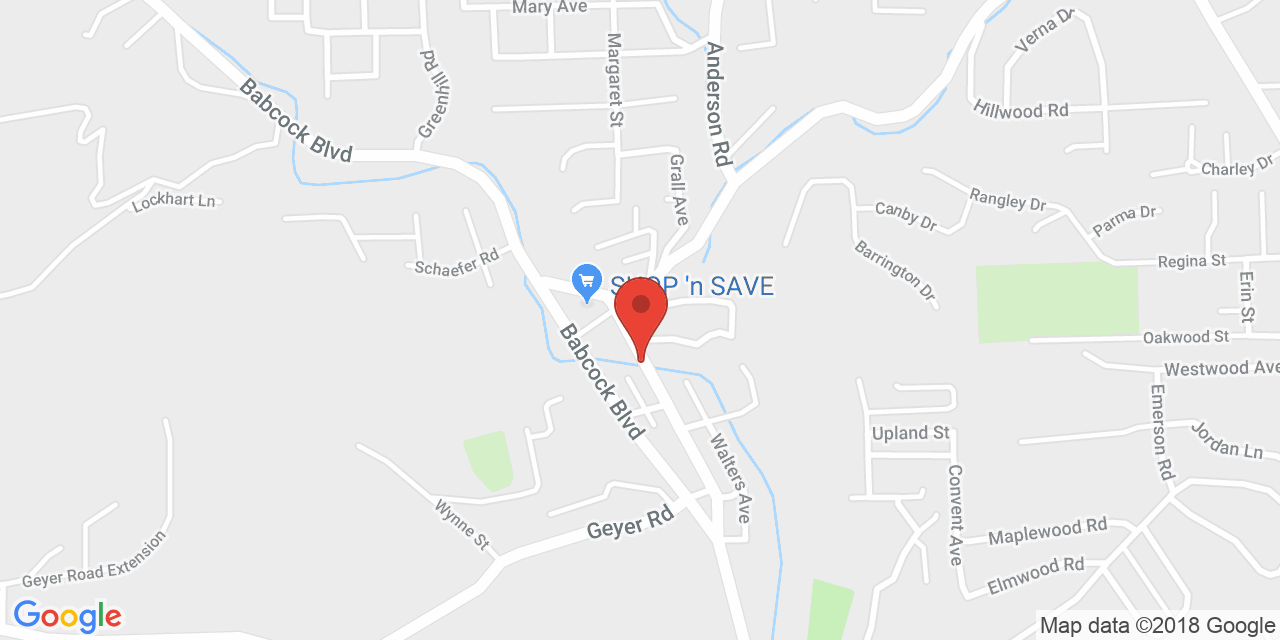 Mary Ave
Verna Dr
Margaret St
Anderson Rd
Greenhill Rd
Babcock Blvd
Hillwood Rd
Grall Ave
Charley Dr
Lockhart Ln
Rangley Dr
Canby Dr
Parma Dr
Schaefer Rd
Barrington Dr
Regina St
SHOP 'n SAVE
Erin St
Oakwood St
Babcock Blvd
Westwood Ave
Emerson Rd
Upland St
Jordan Ln
Walters Ave
Convent Ave
Wynne St
Geyer Rd
Maplewood Rd
Geyer Road Extension
Elmwood Rd
Google
Map data ©2018 Google